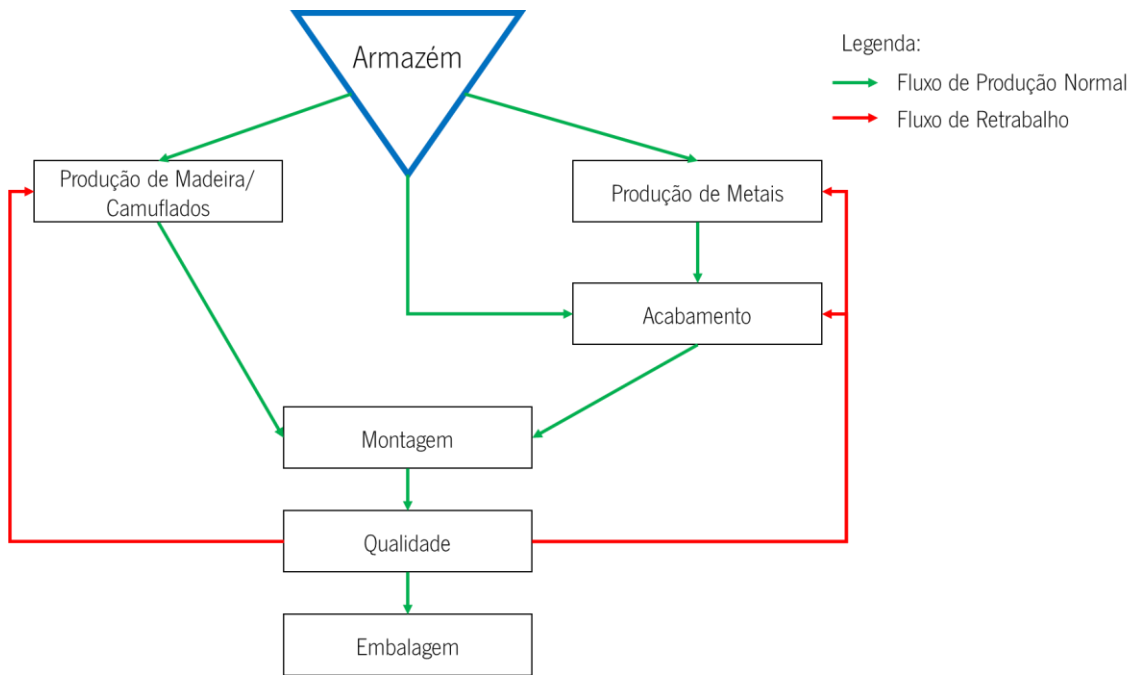 Armazém
Legenda:
Fluxo de Produção Normal
Fluxo de Retrabalho
Produção de Madeira/
Camuflados
Produção de Metais
Acabamento
Montagem
Qualidade
Embalagem